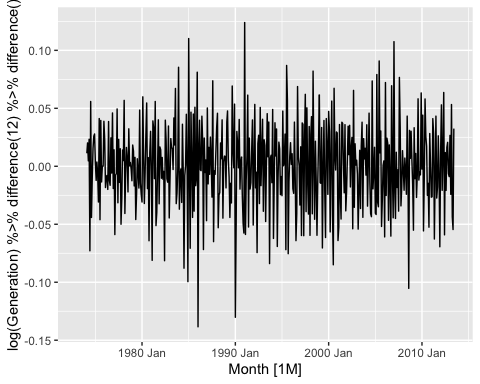 log(Generation) %>% difference(12) %>% difference()
0.10
0.05
0.00
-0.05
-0.10
-0.15
1980 Jan
1990 Jan
2000 Jan
2010 Jan
Month [1M]